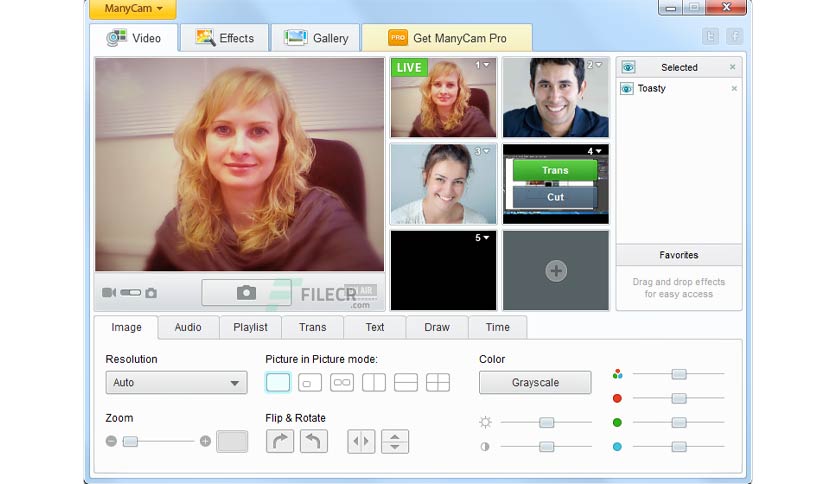 ManyCam
Video
Effects
Gallery
PRO Get ManyCam Pro
LIVE
1
2
Selected
Toasty
3
4
Trans
Cut
5
Favorites
Drag and drop effects
for easy access
FILECR
.com
AIR
Image
Audio
Playlist
Trans
Text
Draw
Time
Resolution
Picture in Picture mode:
Color
Auto
Grayscale
Zoom
Flip & Rotate